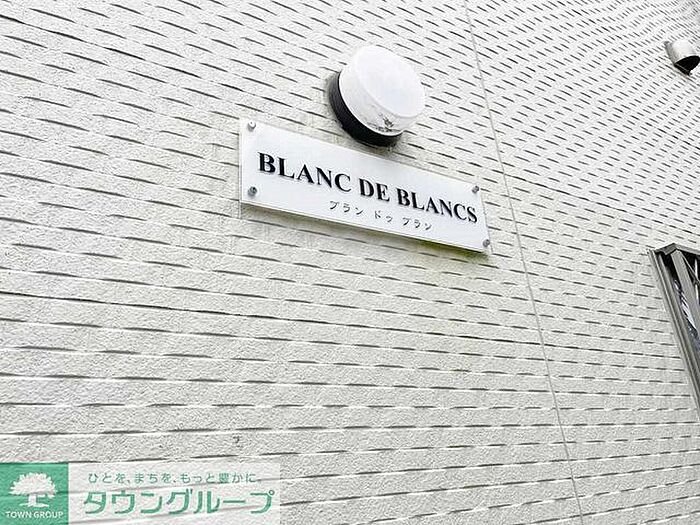 BLANC DE BLANCS
ブラン ドゥ ブラン
ひとを、まちを、もっと豊かに。
タウングループ
TOWN GROUP